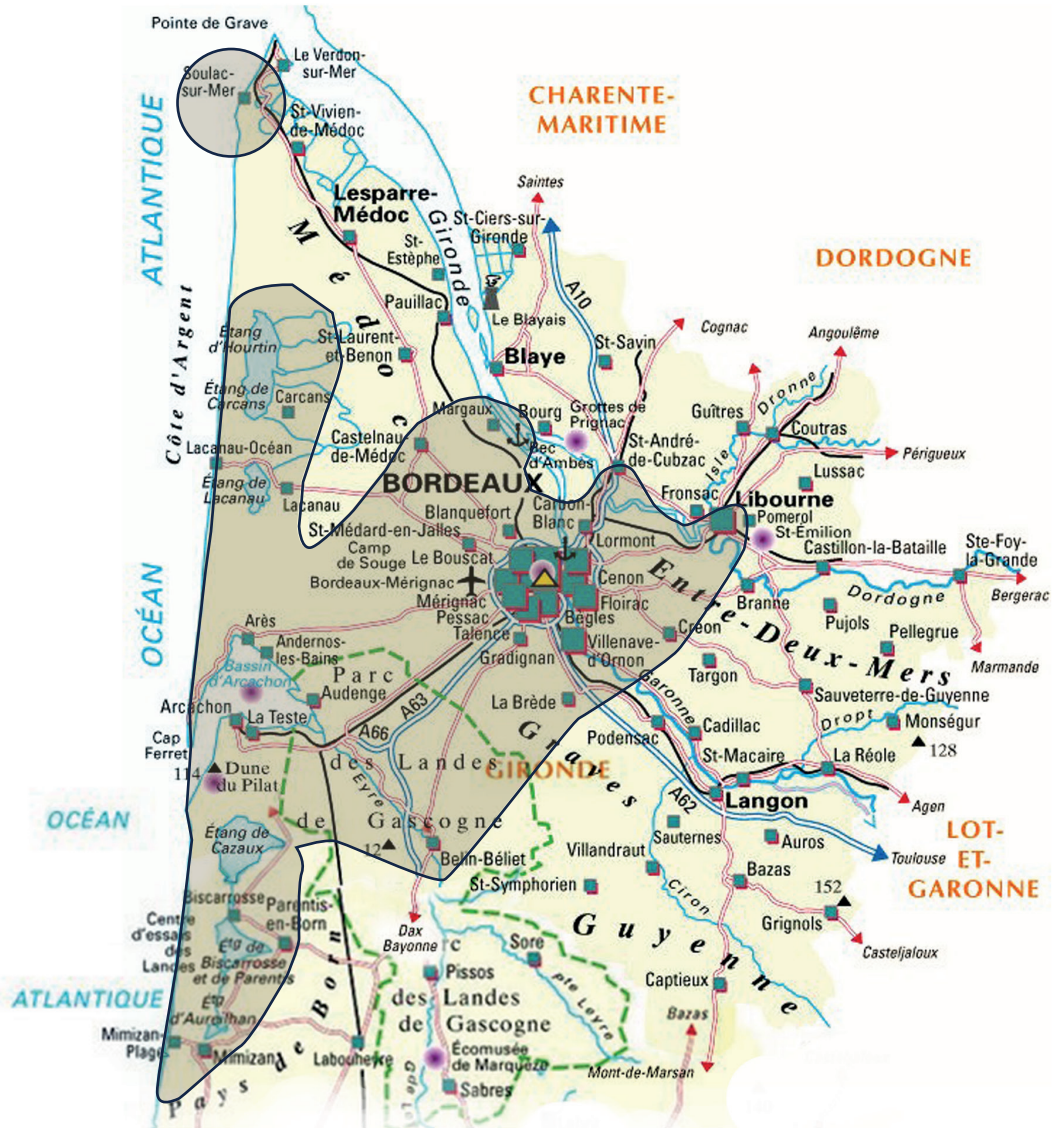 Pointe de Grave
Le Verdon-
sur-Mer
Soulac-
sur-Mer
St-Vivien-
de-Médoc
CHARENTE-
MARITIME
ATLANTIQUE
Lesparre-
Médoc
Saintes
Gironde
St-Ciers-sur-
Gironde
Médoc
St-
Estèphe
DORDOGNE
A10
Pauillac
Le Blayais
Cognac
Angoulême
Côte d'Argent
Étang
d'Hourtin
St-Laurent-
et-Benon
Blaye
St-Savin
Étang de
Carcans
Carcans
Margaux
Bourg
Grottes de
Prignac
Guîtres
Dronne
Coutras
Lacanau-Océan
Castelnau-
de-Médoc
Bec
d'Ambès
St-André-
de-Cubzac
Isle
Périgueux
Lussac
Étang de
Lacanau
Lacanau
BORDEAUX
Fronsac
Libourne
Blanquefort
Carbon-
Blanc
Pomerol
St-Émilion
St-Médard-en-Jalles
Lormont
Castillon-la-Bataille
Ste-Foy-
la-Grande
Camp
de Souge
Le Bouscat
Bordeaux-Mérignac
Cenon
Entre-Deux-Mers
Bergerac
Mérignac
Floirac
Branne
Dordogne
OCÉAN
Pessac
Bègles
Pujols
Arès
Talence
Créon
Pellegrue
Andernos-
les-Bains
Gradignan
Villenave-
d'Ornon
Marmande
Bassin
d'Arcachon
Parc
Audenge
Targon
Garonne
Sauveterre-de-Guyenne
Arcachon
La Teste
A63
La Brède
Cadillac
Dropt
Monségur
Cap
Ferret
A66
Graves
Podensac
St-Macaire
La Réole
128
114
Dune
du Pilat
des Landes
GIRONDE
Eyre
A62
Langon
Agen
OCÉAN
Étang de
Cazaux
de Gascogne
12
Sauternes
Auros
Toulouse
LOT-
ET-
GARONNE
Belin-Béliet
Villandraut
Bazas
St-Symphorien
Ciron
152
Biscarrosse
Parentis-
en-Born
Guyenne
Grignols
Centre
d'essais
des
Landes
Dax
Bayonne
rc
Sore
Casteljaloux
Étg de
Biscarrosse
et de Parentis
Pissos
Captieux
ATLANTIQUE
Étg
d'Aureilhan
des Landes
de Gascogne
pte Leyre
Bazas
Mimizan-
Plage
Mimizan
Labouheyre
Écomusée
de Marquèze
Mont-de-Marsan
Pays de Born
Sabres